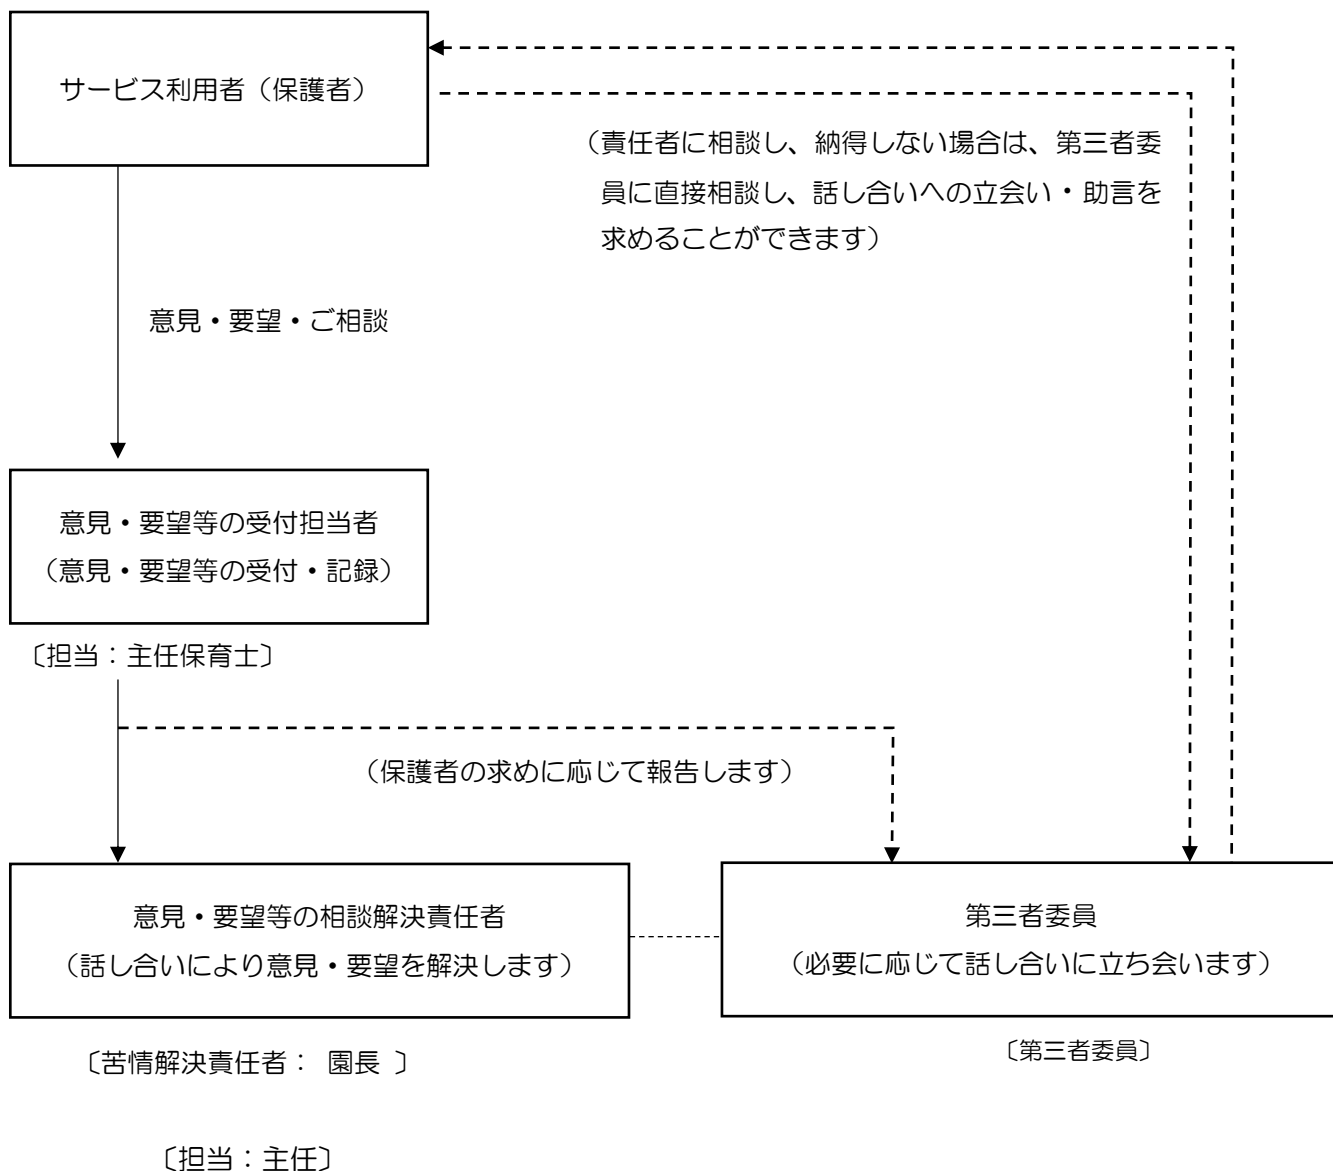 サービス利用者（保護者）
（責任者に相談し、納得しない場合は、第三者委
員に直接相談し、話し合いへの立会い・助言を
求めることができます）
意見・要望・ご相談
意見・要望等の受付担当者
（意見・要望等の受付・記録）
〔担当：主任保育士〕
（保護者の求めに応じて報告します）
意見・要望等の相談解決責任者
（話し合いにより意見・要望を解決します）
第三者委員
（必要に応じて話し合いに立ち会います）
〔苦情解決責任者： 園長 〕
〔第三者委員〕
〔担当：主任〕